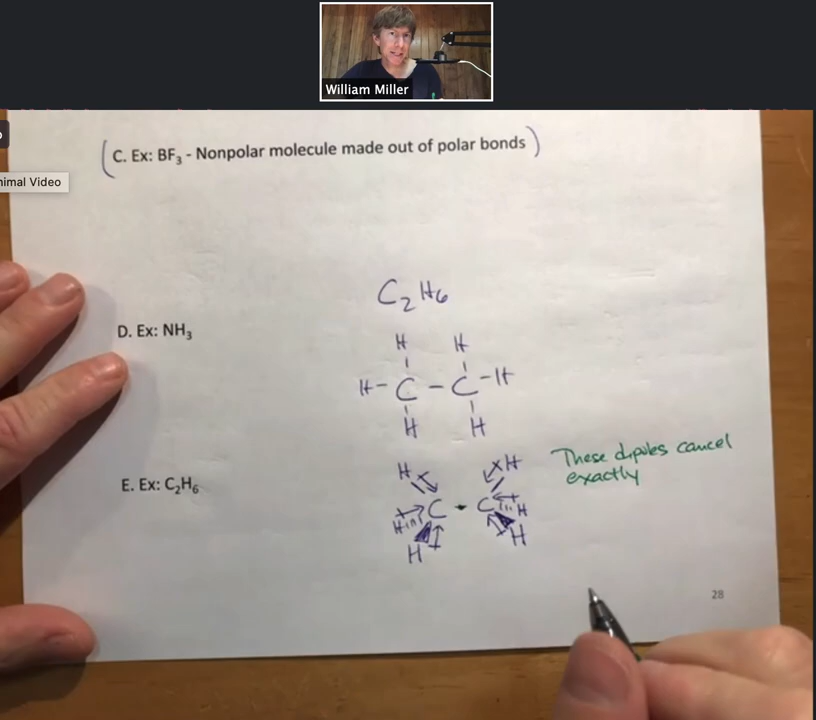 William Miller
C. Ex: BF₃ - Nonpolar molecule made out of polar bonds
nimal Video
C₂H₆
D. Ex: NH₃
H H
H-C-C-H
H H
These dipoles cancel
exactly
E. Ex: C₂H₆
H H
C - C
H H
H H
28